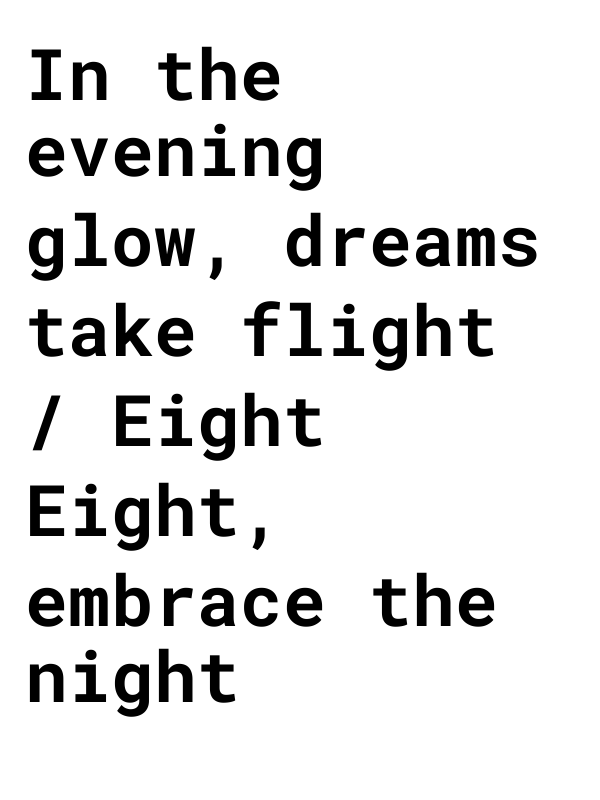 In the
evening
glow, dreams
take flight
/ Eight
Eight,
embrace the
night